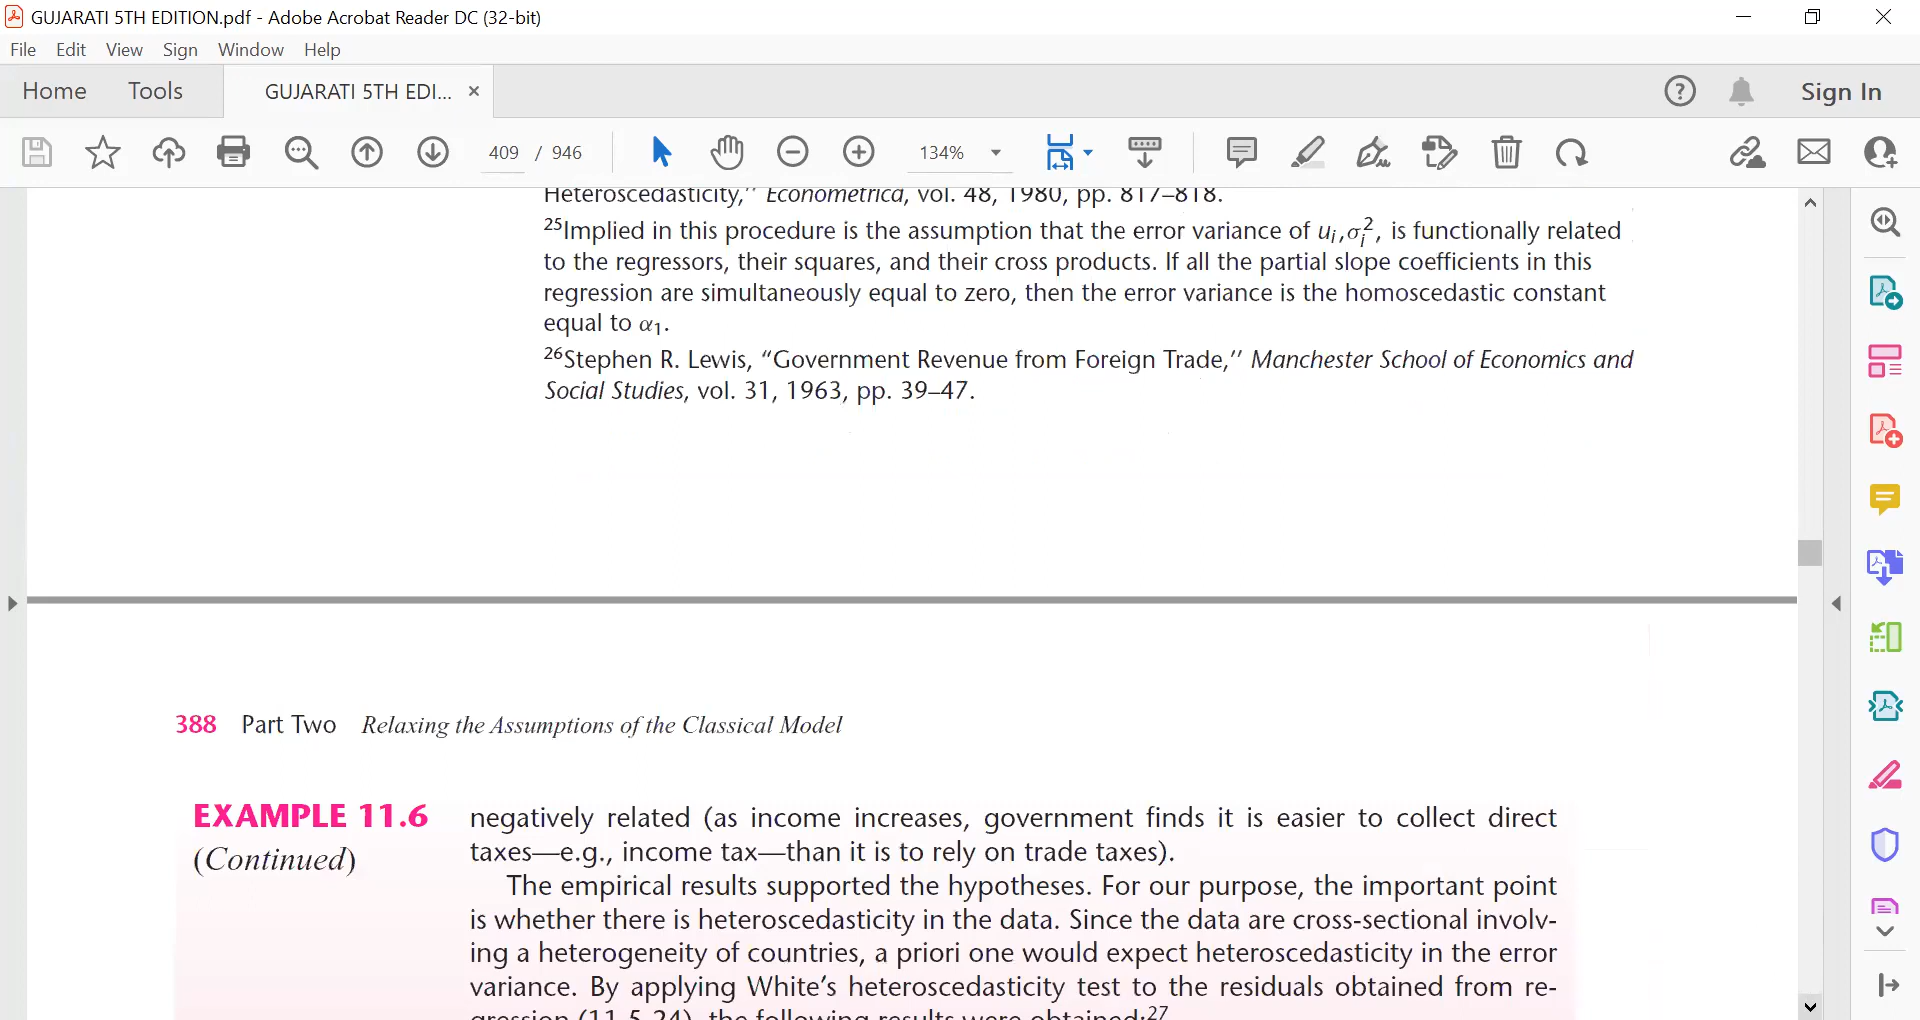 GUJARATI 5TH EDITION.pdf - Adobe Acrobat Reader DC (32-bit)
File Edit View Sign Window Help
Home Tools GUJARATI 5TH EDI... × Sign In
409 / 946 134%
Heteroscedasticity,'' Econometrica, vol. 48, 1980, pp. 817–818.
25Implied in this procedure is the assumption that the error variance of ui, σi2, is functionally related
to the regressors, their squares, and their cross products. If all the partial slope coefficients in this
regression are simultaneously equal to zero, then the error variance is the homoscedastic constant
equal to α1.
26Stephen R. Lewis, “Government Revenue from Foreign Trade,'' Manchester School of Economics and
Social Studies, vol. 31, 1963, pp. 39–47.
388 Part Two Relaxing the Assumptions of the Classical Model
EXAMPLE 11.6
(Continued)
negatively related (as income increases, government finds it is easier to collect direct
taxes—e.g., income tax—than it is to rely on trade taxes).
The empirical results supported the hypotheses. For our purpose, the important point
is whether there is heteroscedasticity in the data. Since the data are cross-sectional involv-
ing a heterogeneity of countries, a priori one would expect heteroscedasticity in the error
variance. By applying White’s heteroscedasticity test to the residuals obtained from re-
gression (11.5.24), the following results were obtained:27